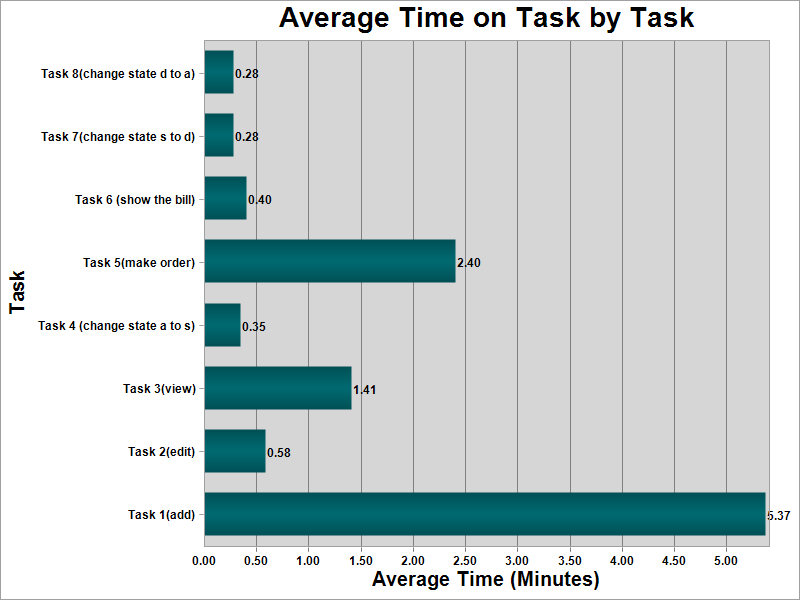 Average Time on Task by Task
Task 8(change state d to a)
0.28
Task 7(change state s to d)
0.28
Task 6 (show the bill)
0.40
Task 5(make order)
2.40
Task
Task 4 (change state a to s)
0.35
Task 3(view)
1.41
Task 2(edit)
0.58
Task 1(add)
5.37
0.00 0.50 1.00 1.50 2.00 2.50 3.00 3.50 4.00 4.50 5.00
Average Time (Minutes)